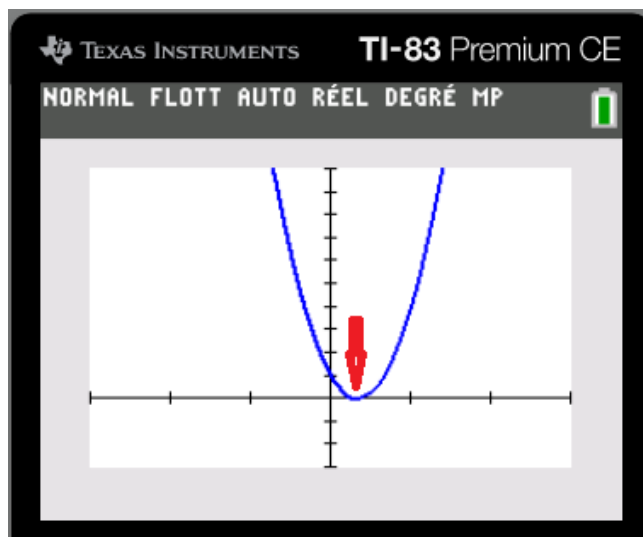 TEXAS INSTRUMENTS TI-83 Premium CE
NORMAL FLOTT AUTO RÉEL DEGRÉ MP